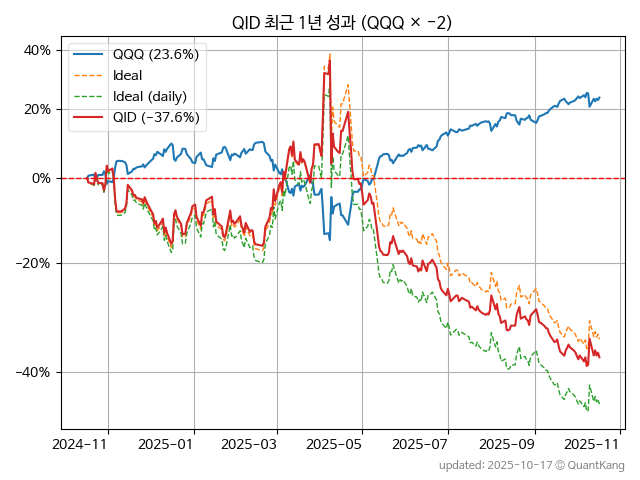 QID 최근 1년 성과 (QQQ × −2)
QQQ (23.6%)
Ideal
Ideal (daily)
QID (−37.6%)
40%
20%
0%
−20%
−40%
2024−11 2025−01 2025−03 2025−05 2025−07 2025−09 2025−11
updated: 2025-10-17 © QuantKang